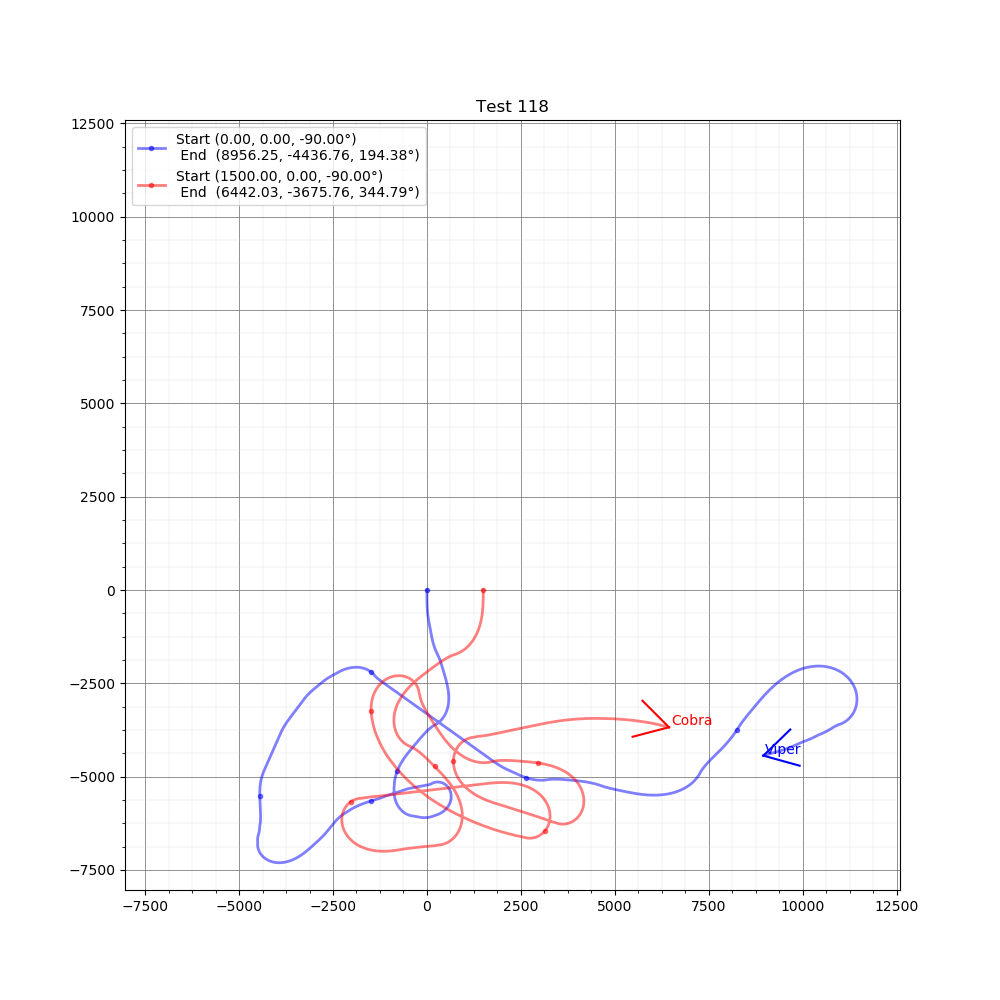 Test 118
12500
10000
7500
5000
2500
0
−2500
−5000
−7500
Start (0.00, 0.00, -90.00°)
End (8956.25, -4436.76, 194.38°)
Start (1500.00, 0.00, -90.00°)
End (6442.03, -3675.76, 344.79°)
Cobra
Viper
−7500 −5000 −2500 0 2500 5000 7500 10000 12500